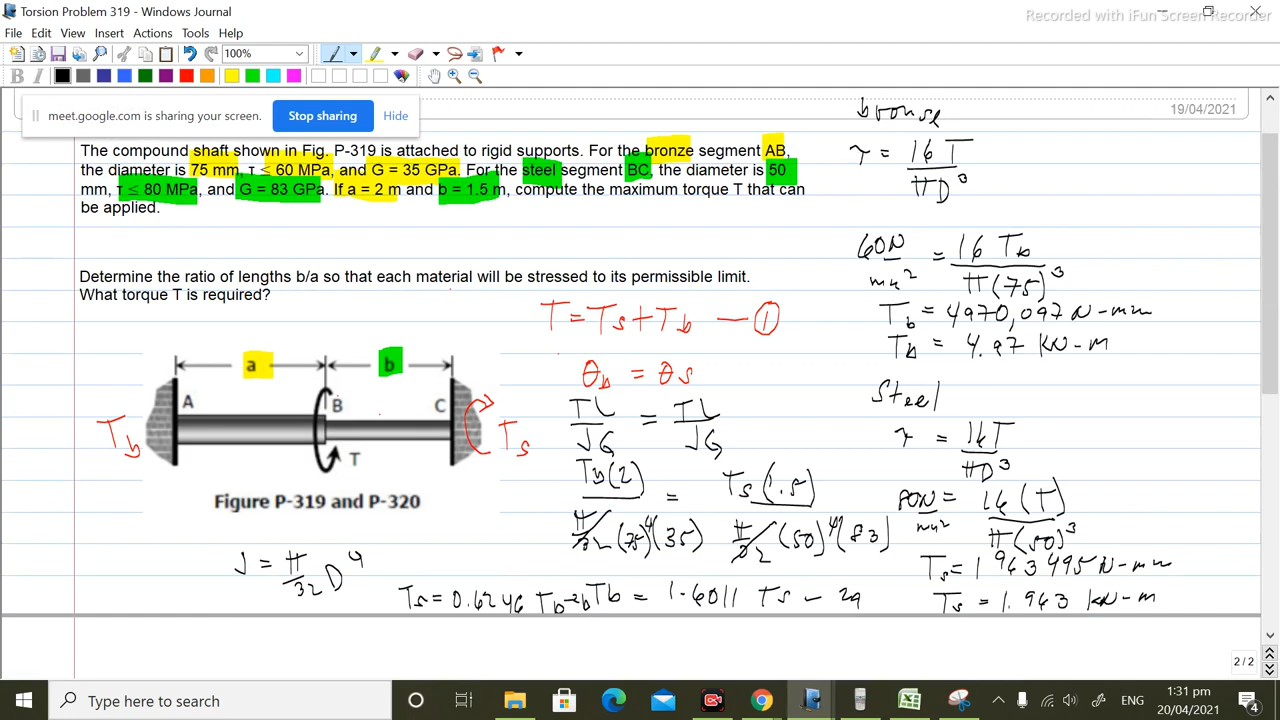 Torsion Problem 319 - Windows Journal
Recorded with iFun Screen Recorder
File Edit View Insert Actions Tools Help
100%
19/04/2021
meet.google.com is sharing your screen. Stop sharing Hide
The compound shaft shown in Fig. P-319 is attached to rigid supports. For the bronze segment AB,
the diameter is 75 mm, τ ≤ 60 MPa, and G = 35 GPa. For the steel segment BC, the diameter is 50
mm, τ ≤ 80 MPa, and G = 83 GPa. If a = 2 m and b = 1.5 m, compute the maximum torque T that can
be applied.
Determine the ratio of lengths b/a so that each material will be stressed to its permissible limit.
What torque T is required?
a b
A B C
T
Tb Ts
Figure P-319 and P-320
J = π/32 D⁴
T = Ts + Tb — ①
θb = θs
TL/JG = TL/JG
Tb(2)/(π/32 (75)⁴(35)) = Ts(1.5)/(π/32 (50)⁴(83))
Ts = 0.6246 Tb -2b Tb = 1.6011 Ts - 2a
bronse
τ = 16T/πD³
60N/mm² = 16 Tb/π(75)³
Tb = 4970,097 N-mm
Tb = 4.97 KN-m
Steel
τ = 16T/πD³
80N/mm² = 16(T)/π(50)³
Ts = 1963495 N-mm
Ts = 1.963 KN-m
2 / 2
Type here to search
ENG
1:31 pm
20/04/2021
4